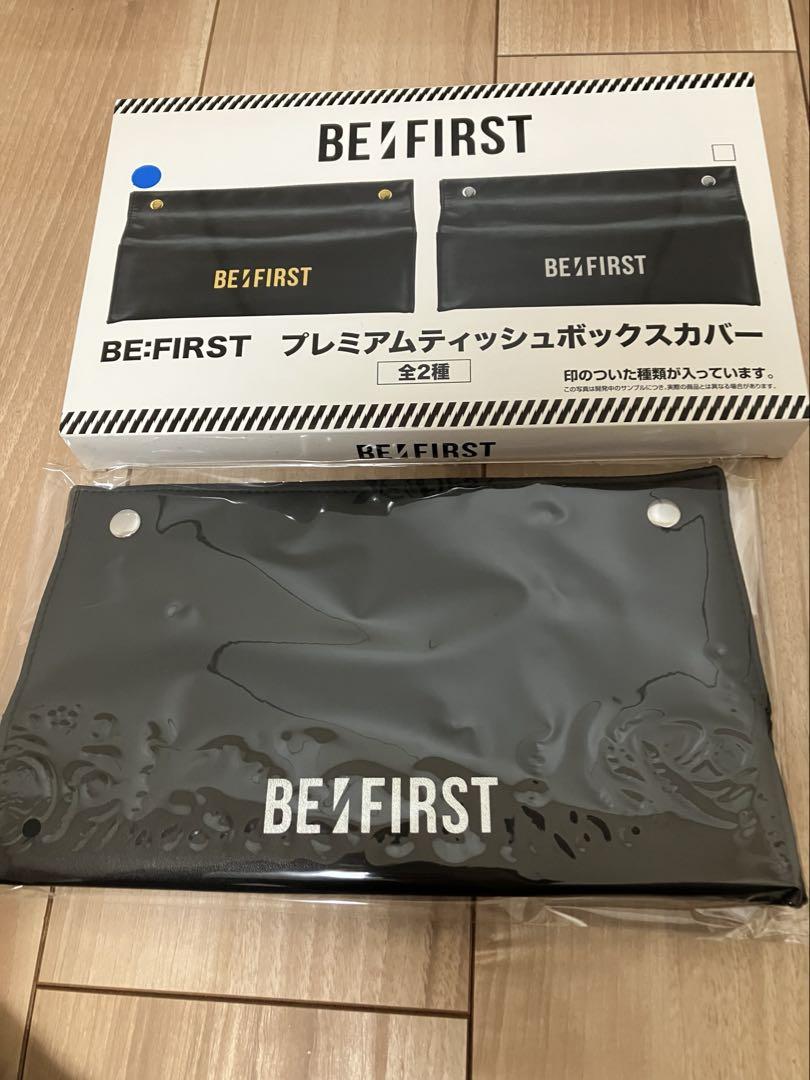 BE:FIRST
BE:FIRST
BE:FIRST
BE:FIRST プレミアムティッシュボックスカバー
全2種
印のついた種類が入っています。
この写真は開発中のサンプルにつき、実際の商品とは異なる場合があります。
BE:FIRST
BE:FIRST